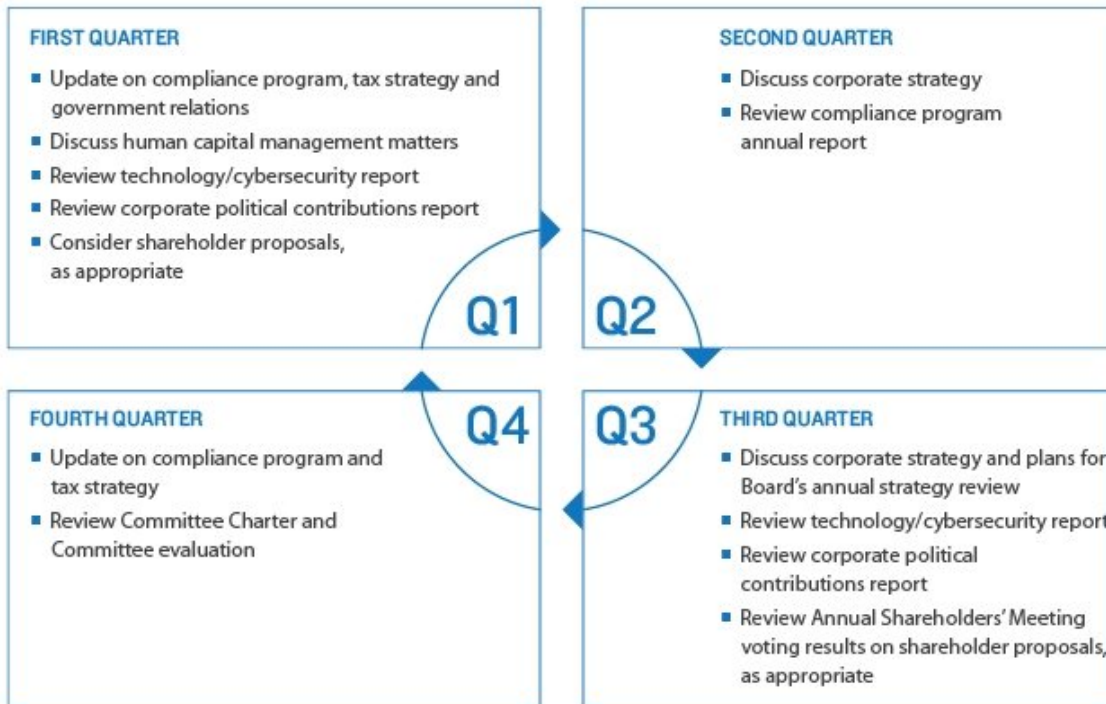 FIRST QUARTER
▪ Update on compliance program, tax strategy and
government relations
▪ Discuss human capital management matters
▪ Review technology/cybersecurity report
▪ Review corporate political contributions report
▪ Consider shareholder proposals,
as appropriate
Q1
SECOND QUARTER
▪ Discuss corporate strategy
▪ Review compliance program
annual report
Q2
THIRD QUARTER
▪ Discuss corporate strategy and plans for
Board's annual strategy review
▪ Review technology/cybersecurity report
▪ Review corporate political
contributions report
▪ Review Annual Shareholders' Meeting
voting results on shareholder proposals,
as appropriate
Q3
FOURTH QUARTER
▪ Update on compliance program and
tax strategy
▪ Review Committee Charter and
Committee evaluation
Q4